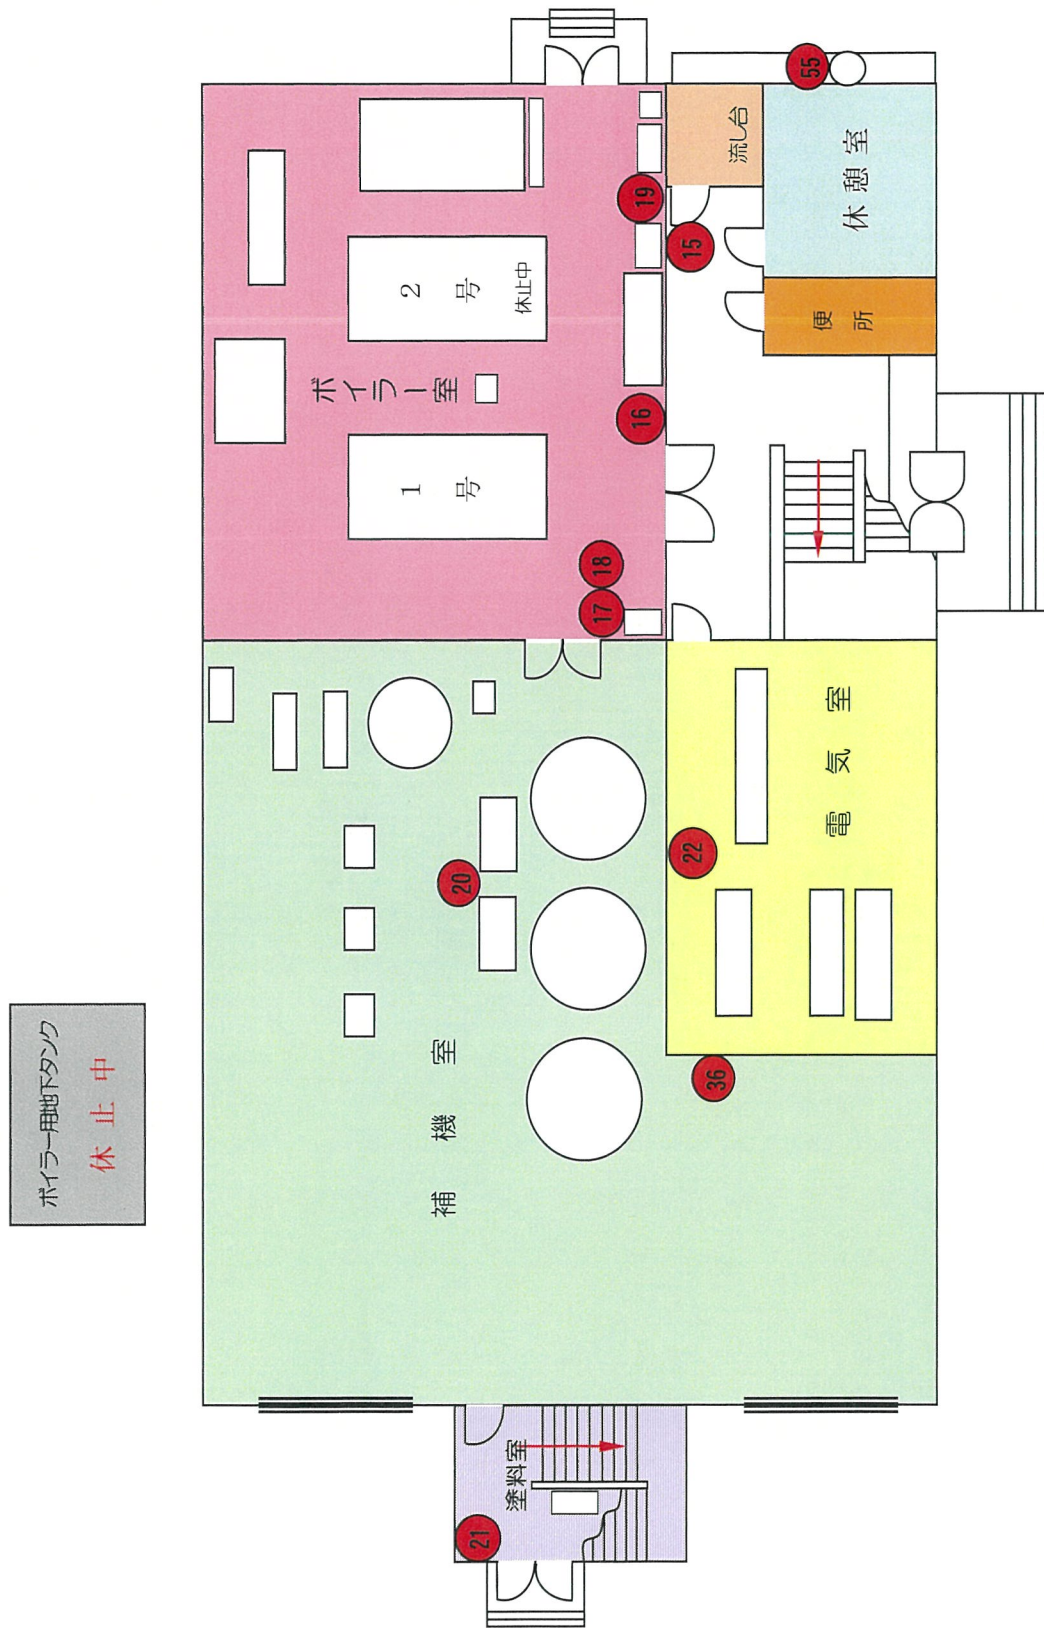 ボイラー用地下タンク
休止中
ボイラー室
1号
2号
休止中
流し台
休憩室
便所
補機室
電気室
塗料室
15
16
17
18
19
20
21
22
36
55